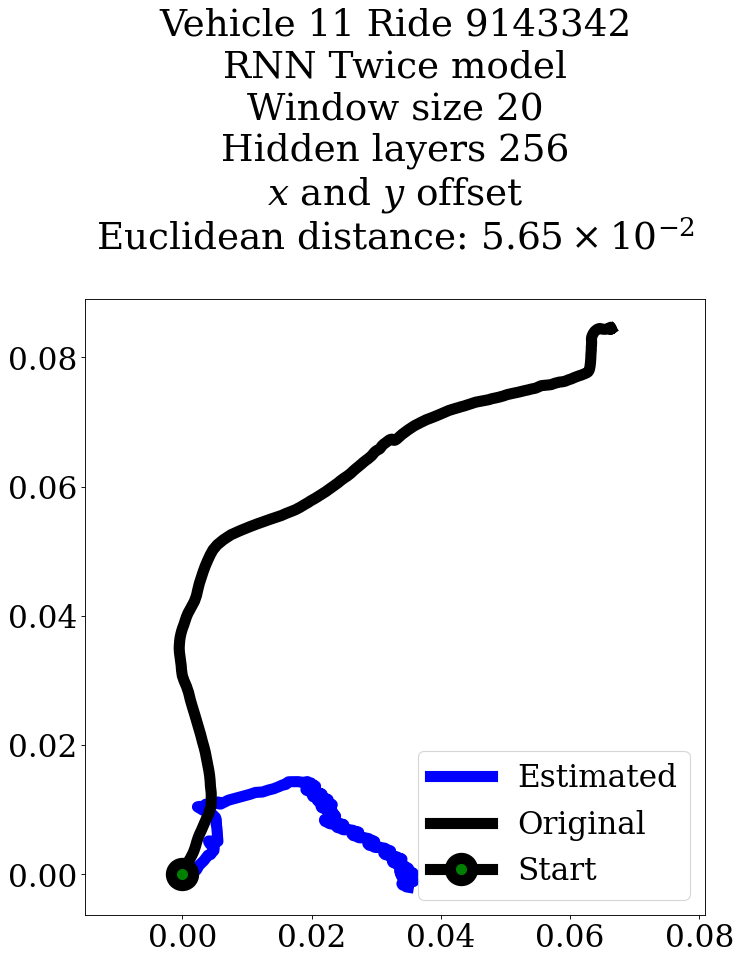 Vehicle 11 Ride 9143342
RNN Twice model
Window size 20
Hidden layers 256
x and y offset
Euclidean distance: 5.65 × 10⁻²
0.08
0.06
0.04
0.02
0.00
Estimated
Original
Start
0.00 0.02 0.04 0.06 0.08